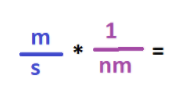 m/s * 1/nm =